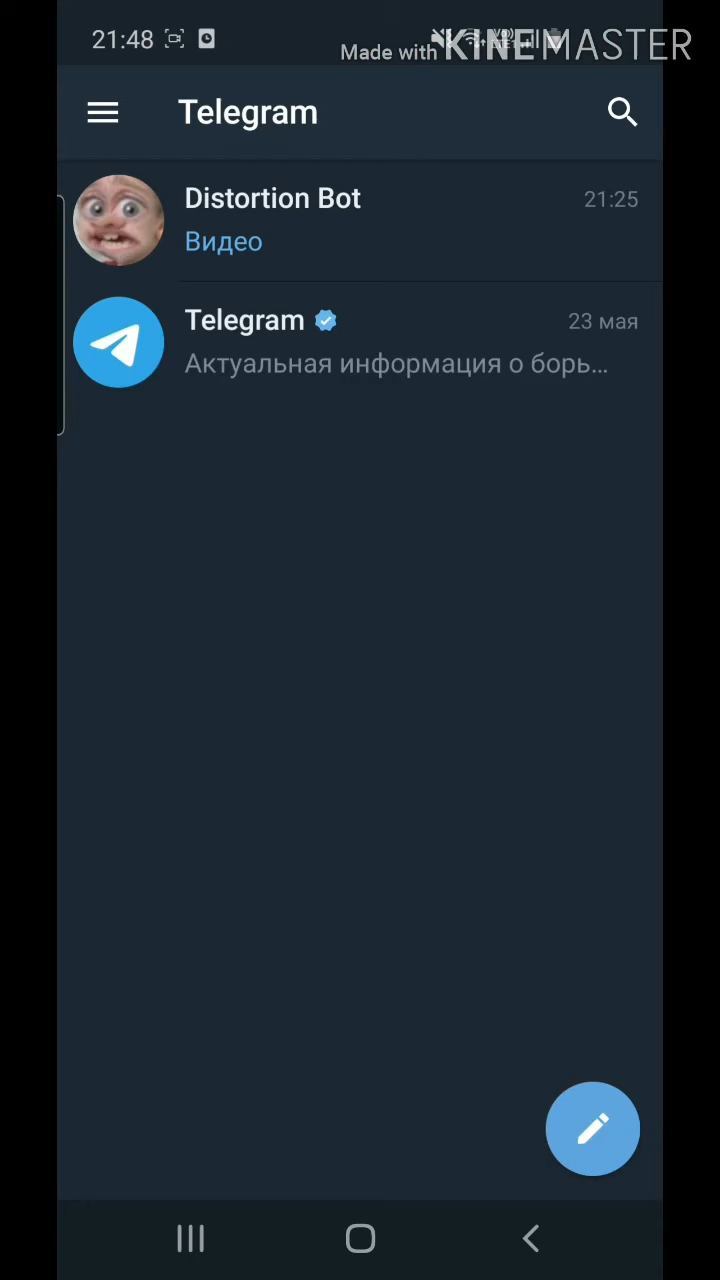 21:48
Made with KINEMASTER
Telegram
Distortion Bot
21:25
Видео
Telegram
23 мая
Актуальная информация о борь...